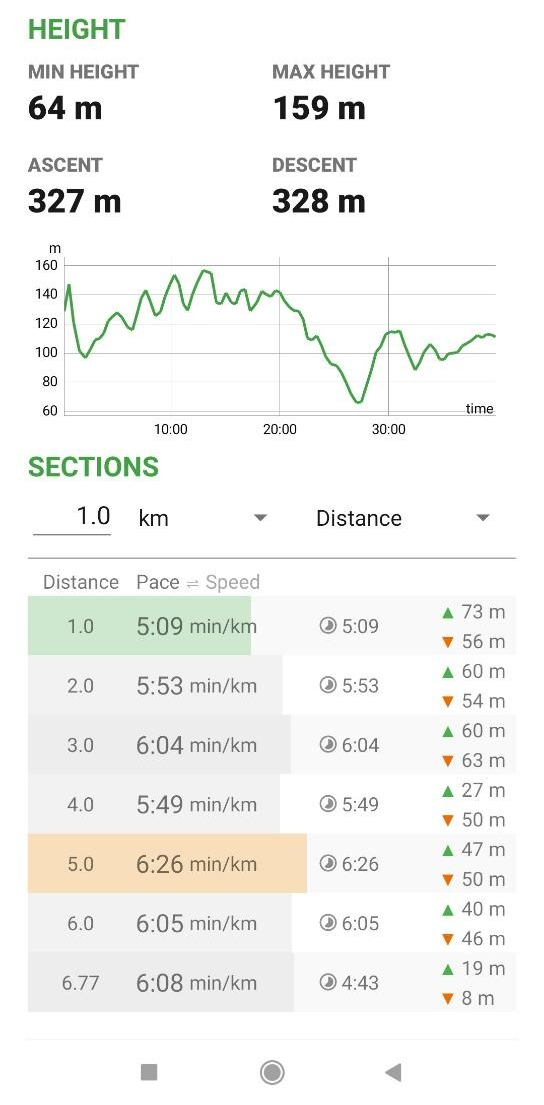 HEIGHT
MIN HEIGHT MAX HEIGHT
64 m 159 m
ASCENT DESCENT
327 m 328 m
m
160
140
120
100
80
60
time
10:00 20:00 30:00
SECTIONS
1.0 km Distance
Distance Pace ⇌ Speed
1.0 5:09 min/km 5:09 ▲ 73 m
▼ 56 m
2.0 5:53 min/km 5:53 ▲ 60 m
▼ 54 m
3.0 6:04 min/km 6:04 ▲ 60 m
▼ 63 m
4.0 5:49 min/km 5:49 ▲ 27 m
▼ 50 m
5.0 6:26 min/km 6:26 ▲ 47 m
▼ 50 m
6.0 6:05 min/km 6:05 ▲ 40 m
▼ 46 m
6.77 6:08 min/km 4:43 ▲ 19 m
▼ 8 m